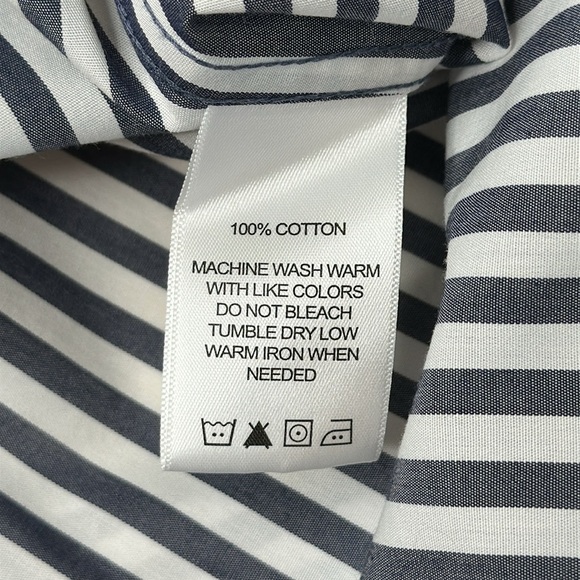 100% COTTON
MACHINE WASH WARM
WITH LIKE COLORS
DO NOT BLEACH
TUMBLE DRY LOW
WARM IRON WHEN
NEEDED